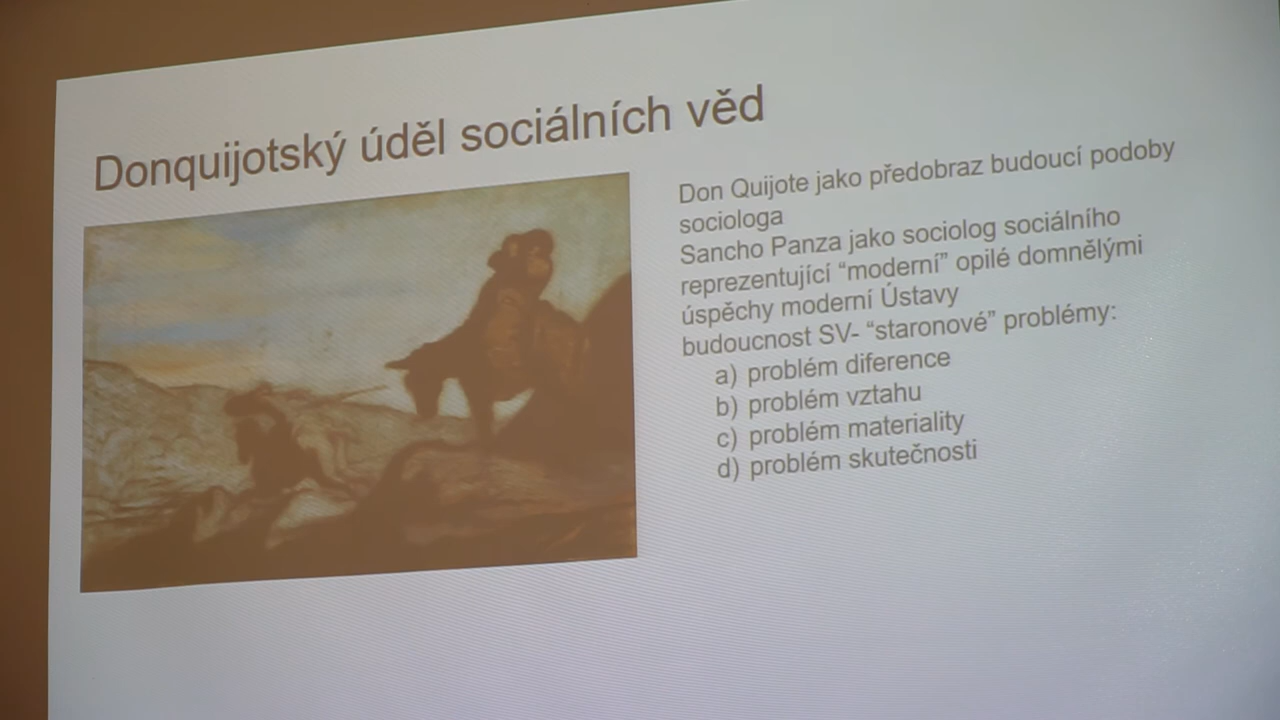 Donquijotský úděl sociálních věd
Don Quijote jako předobraz budoucí podoby
sociologa
Sancho Panza jako sociolog sociálního
reprezentující “moderní” opilé domnělými
úspěchy moderní Ústavy
budoucnost SV- “staronové” problémy:
a) problém diference
b) problém vztahu
c) problém materiality
d) problém skutečnosti